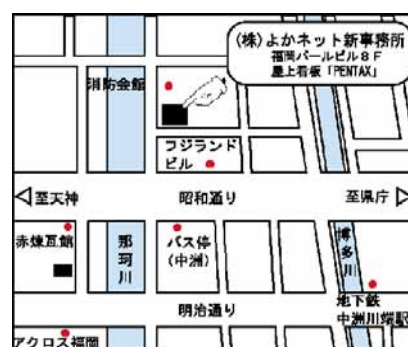 (株)よかネット新事務所
福岡パールビル8F
屋上看板「PENTAX」
消防会館
フジランド
ビル
至天神
昭和通り
至県庁
赤煉瓦館
那珂川
バス停
(中洲)
博多川
明治通り
地下鉄
中洲川端駅
アクロス福岡